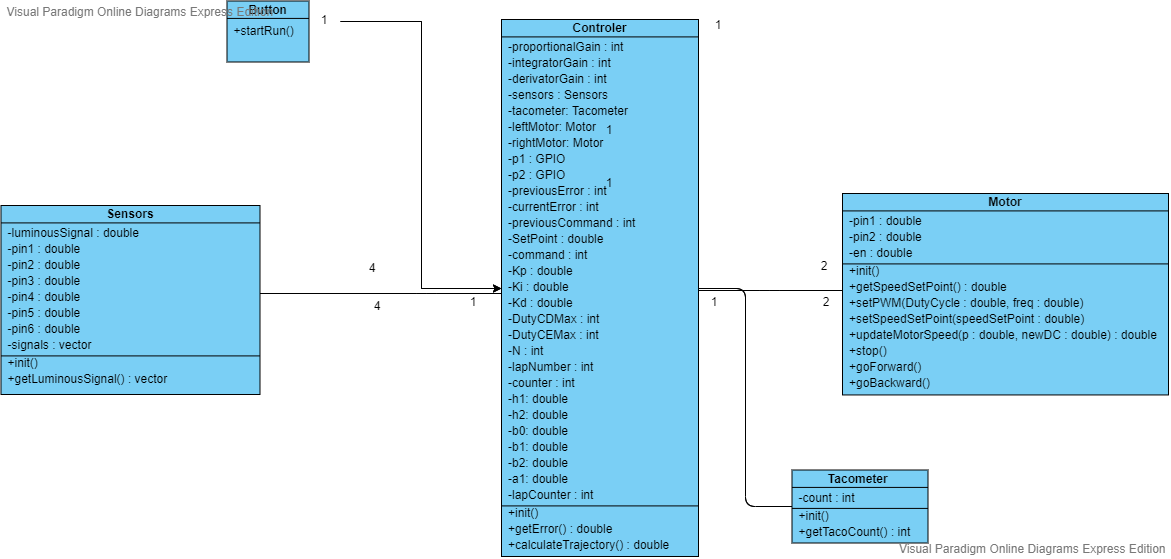 Visual Paradigm Online Diagrams Express Edition
Button
+startRun()
1
Controler
-proportionalGain : int
-integratorGain : int
-derivatorGain : int
-sensors : Sensors
-tacometer: Tacometer
-leftMotor: Motor
1
-rightMotor: Motor
-p1 : GPIO
-p2 : GPIO
-previousError : int
1
-currentError : int
-previousCommand : int
-SetPoint : double
-command : int
-Kp : double
-Ki : double
-Kd : double
-DutyCDMax : int
-DutyCEMax : int
-N : int
-lapNumber : int
-counter : int
-h1: double
-h2: double
-b0: double
-b1: double
-b2: double
-a1: double
-lapCounter : int
+init()
+getError() : double
+calculateTrajectory() : double
1
Sensors
-luminousSignal : double
-pin1 : double
-pin2 : double
-pin3 : double
-pin4 : double
-pin5 : double
-pin6 : double
-signals : vector
+init()
+getLuminousSignal() : vector
4
4
1
1
2
2
Motor
-pin1 : double
-pin2 : double
-en : double
+init()
+getSpeedSetPoint() : double
+setPWM(DutyCycle : double, freq : double)
+setSpeedSetPoint(speedSetPoint : double)
+updateMotorSpeed(p : double, newDC : double) : double
+stop()
+goForward()
+goBackward()
Tacometer
-count : int
+init()
+getTacoCount() : int
Visual Paradigm Online Diagrams Express Edition